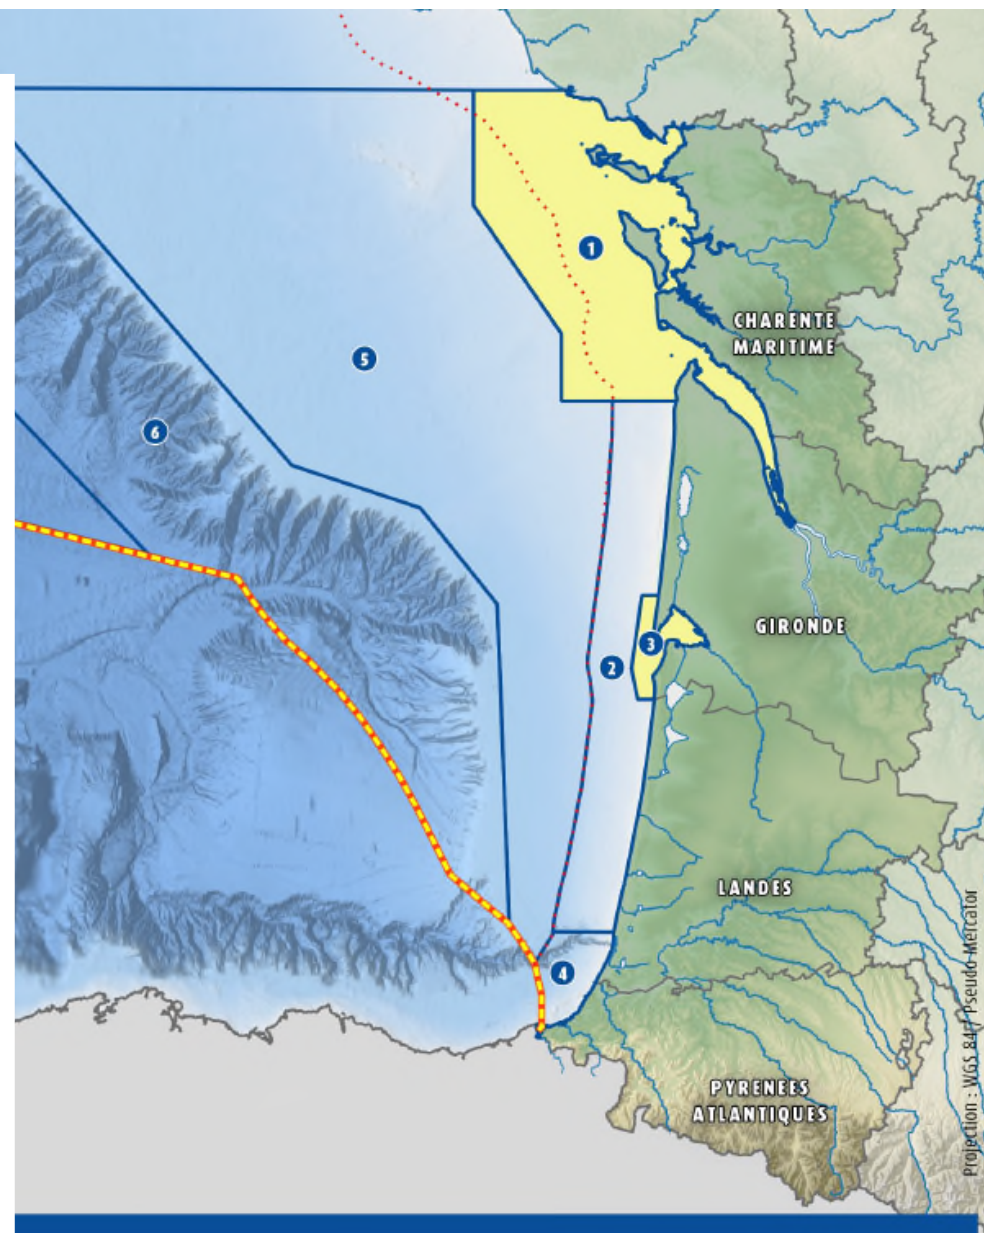 1
CHARENTE
MARITIME
5
6
GIRONDE
3
2
LANDES
4
PYRENEES
ATLANTIQUES
Projection : WGS 84 / Pseudo Mercator